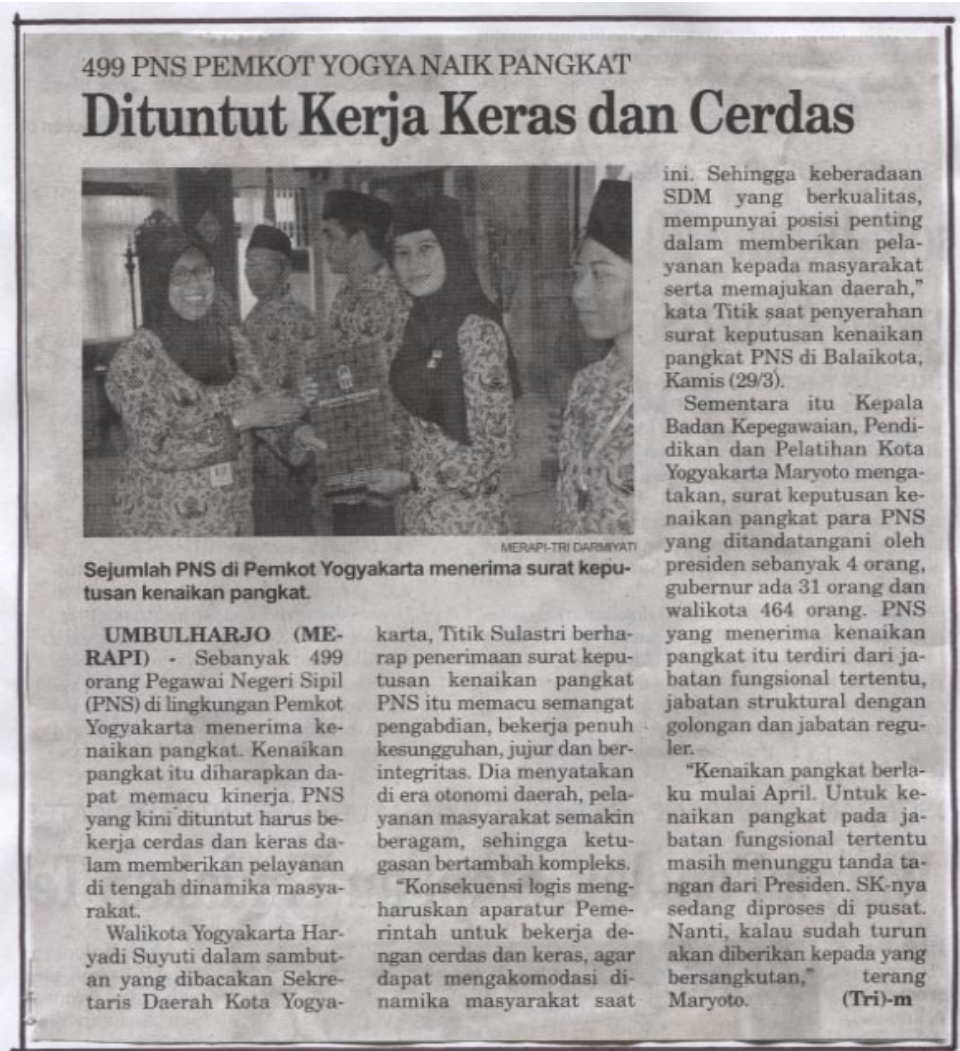 499 PNS PEMKOT YOGYA NAIK PANGKAT
Dituntut Kerja Keras dan Cerdas
MERAPI-TRI DARMIYATI
Sejumlah PNS di Pemkot Yogyakarta menerima surat kepu-
tusan kenaikan pangkat.
UMBULHARJO (ME-
RAPI) - Sebanyak 499
orang Pegawai Negeri Sipil
(PNS) di lingkungan Pemkot
Yogyakarta menerima ke-
naikan pangkat. Kenaikan
pangkat itu diharapkan da-
pat memacu kinerja PNS
yang kini dituntut harus be-
kerja cerdas dan keras da-
lam memberikan pelayanan
di tengah dinamika masya-
rakat.
Walikota Yogyakarta Har-
yadi Suyuti dalam sambut-
an yang dibacakan Sekre-
taris Daerah Kota Yogya-
karta, Titik Sulastri berha-
rap penerimaan surat kepu-
tusan kenaikan pangkat
PNS itu memacu semangat
pengabdian, bekerja penuh
kesungguhan, jujur dan ber-
integritas. Dia menyatakan
di era otonomi daerah, pela-
yanan masyarakat semakin
beragam, sehingga ketu-
gasan bertambah kompleks.
"Konsekuensi logis meng-
haruskan aparatur Peme-
rintah untuk bekerja de-
ngan cerdas dan keras, agar
dapat mengakomodasi di-
namika masyarakat saat
ini. Sehingga keberadaan
SDM yang berkualitas,
mempunyai posisi penting
dalam memberikan pela-
yanan kepada masyarakat
serta memajukan daerah,"
kata Titik saat penyerahan
surat keputusan kenaikan
pangkat PNS di Balaikota,
Kamis (29/3).
Sementara itu Kepala
Badan Kepegawaian, Pendi-
dikan dan Pelatihan Kota
Yogyakarta Maryoto menga-
takan, surat keputusan ke-
naikan pangkat para PNS
yang ditandatangani oleh
presiden sebanyak 4 orang,
gubernur ada 31 orang dan
walikota 464 orang. PNS
yang menerima kenaikan
pangkat itu terdiri dari ja-
batan fungsional tertentu,
jabatan struktural dengan
golongan dan jabatan regu-
ler.
"Kenaikan pangkat berla-
ku mulai April. Untuk ke-
naikan pangkat pada ja-
batan fungsional tertentu
masih menunggu tanda ta-
ngan dari Presiden. SK-nya
sedang diproses di pusat.
Nanti, kalau sudah turun
akan diberikan kepada yang
bersangkutan," terang
Maryoto. (Tri)-m